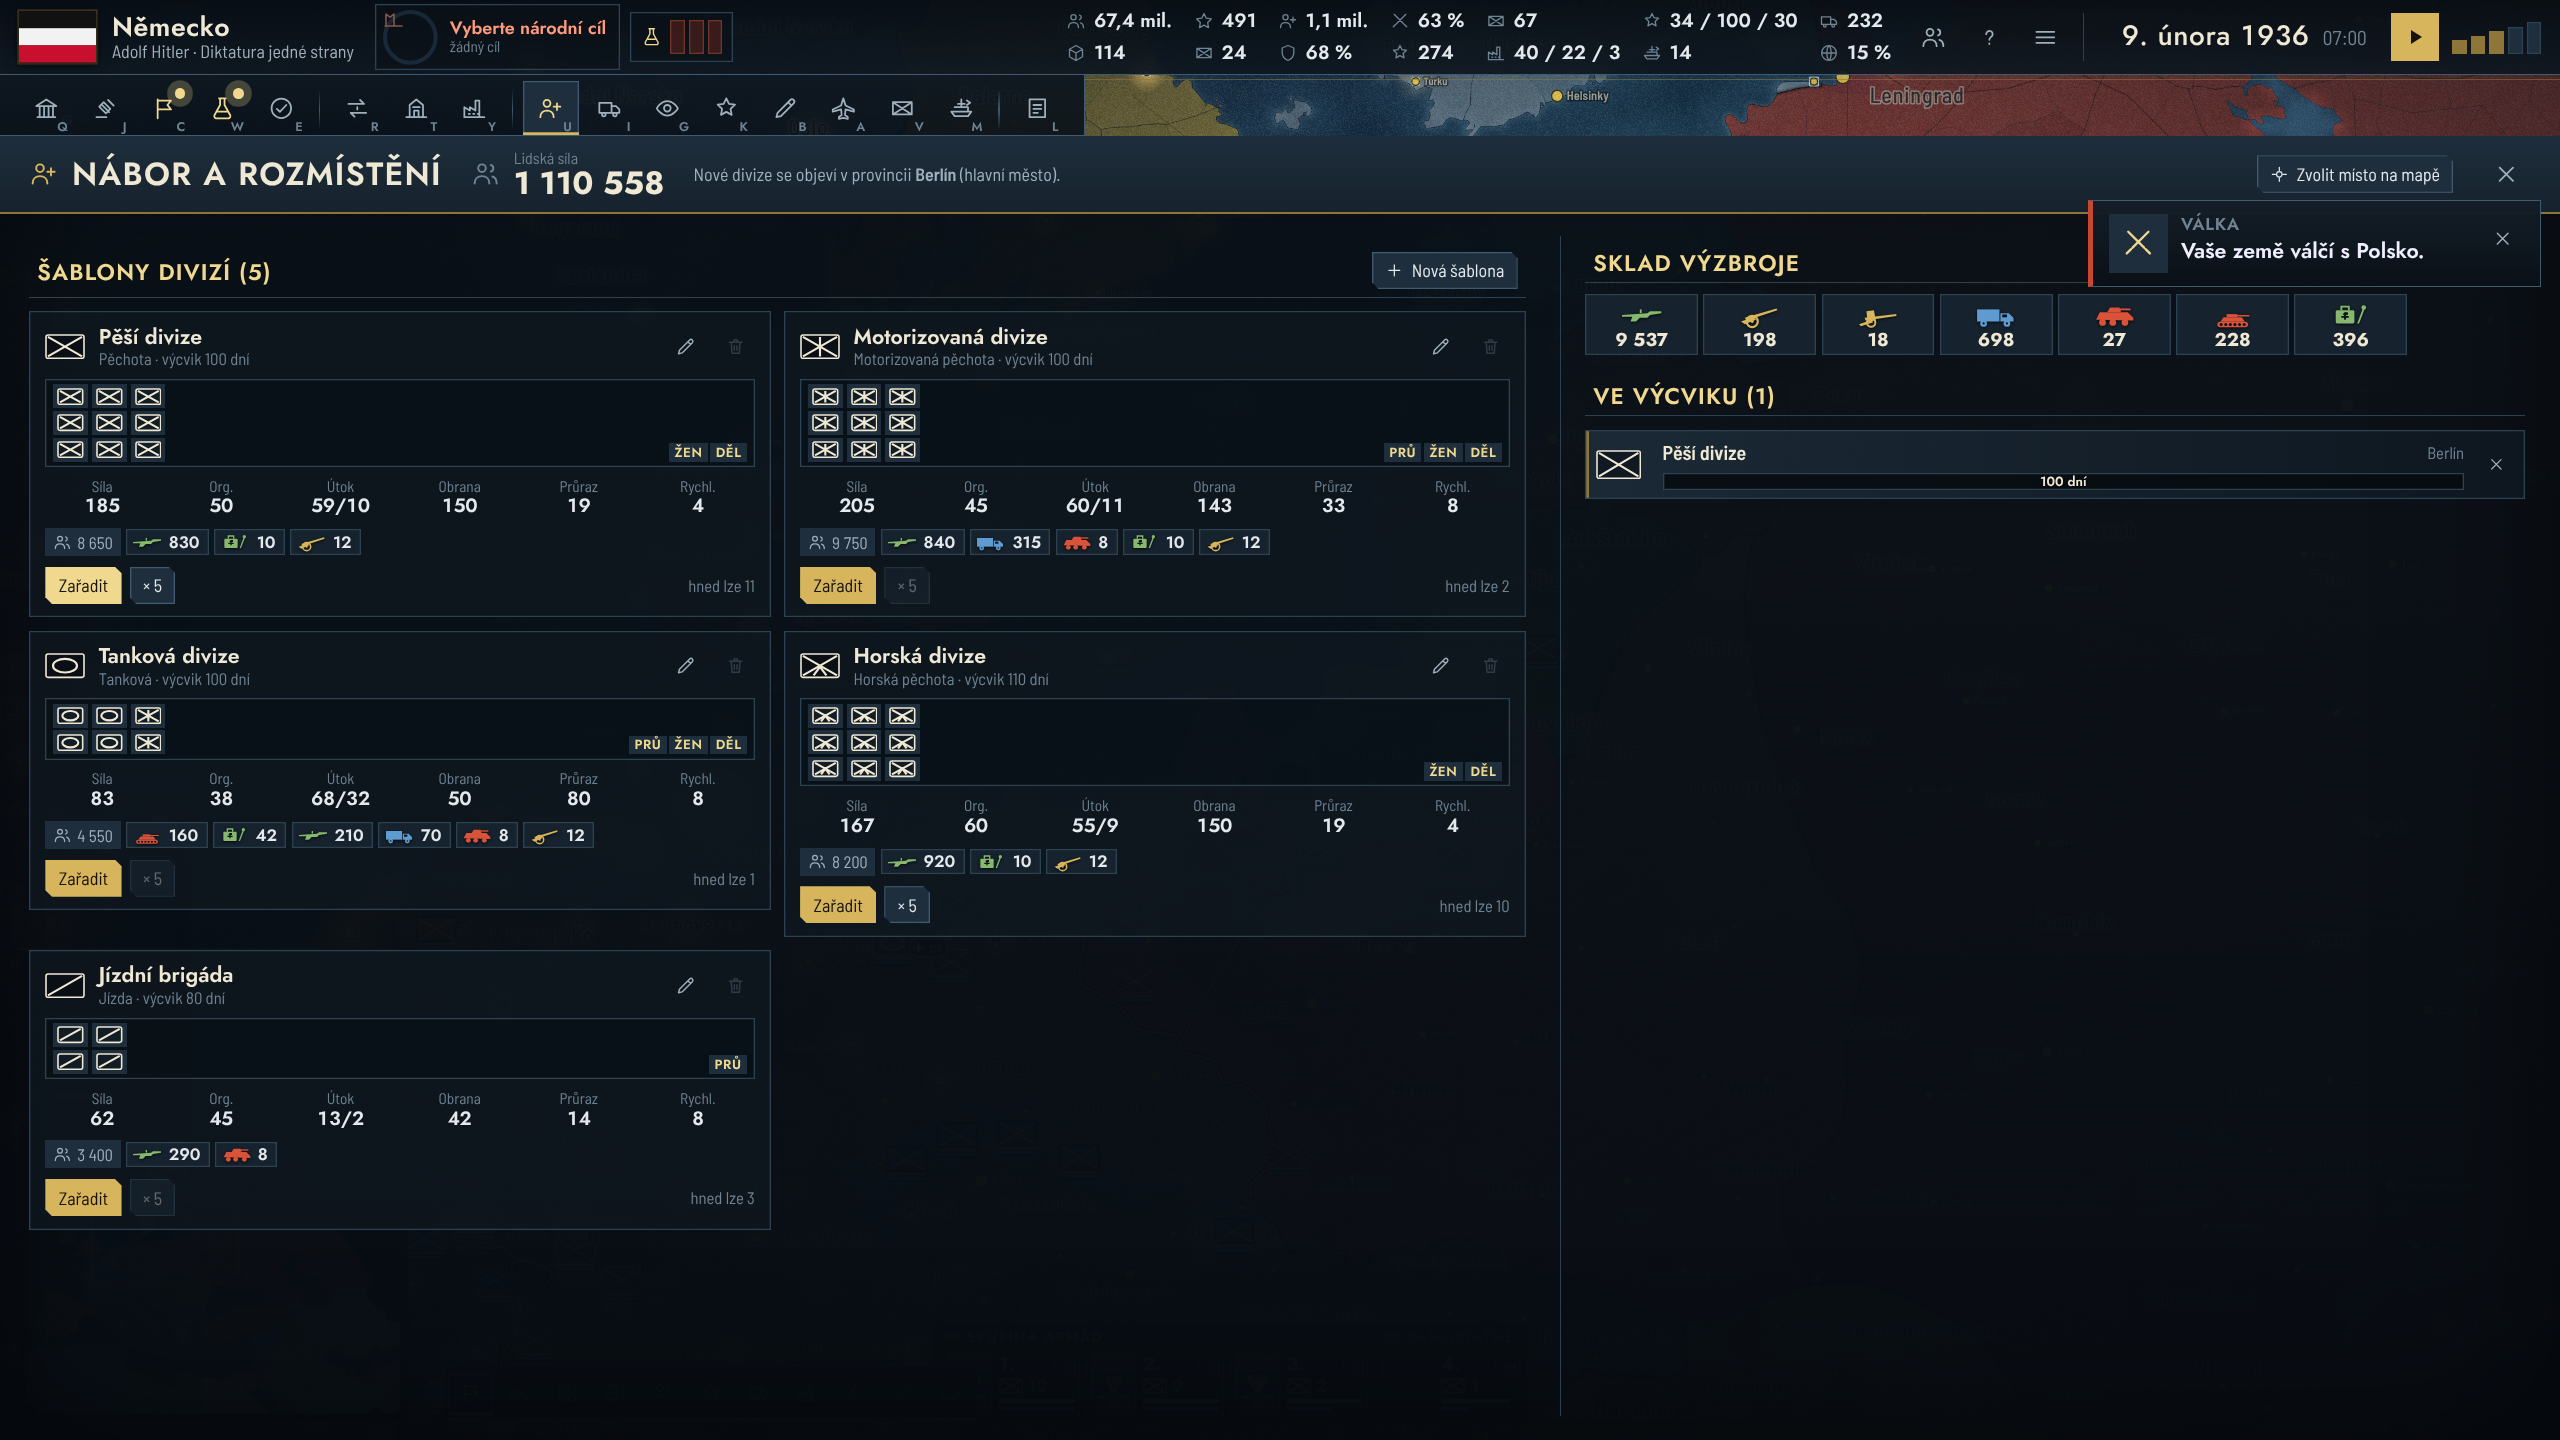 Německo
Adolf Hitler · Diktatura jedné strany
Vyberte národní cíl
žádný cíl
67,4 mil. 491 1,1 mil. 63 % 67 34 / 100 / 30 232
114 24 68 % 274 40 / 22 / 3 14 15 %
?
9. února 1936 07:00
Q J C W E R T Y U I G K B A V M L
Turku
Helsinky
Leningrad
NÁBOR A ROZMÍSTĚNÍ
Lidská síla
1 110 558
Nové divize se objeví v provincii Berlín (hlavní město).
Zvolit místo na mapě
VÁLKA
Vaše země válčí s Polsko.
ŠABLONY DIVIZÍ (5)
Nová šablona
Pěší divize
Pěchota · výcvik 100 dní
ŽEN DĚL
Síla Org. Útok Obrana Průraz Rychl.
185 50 59/10 150 19 4
8 650 830 10 12
Zařadit × 5 hned lze 11
Motorizovaná divize
Motorizovaná pěchota · výcvik 100 dní
PRŮ ŽEN DĚL
Síla Org. Útok Obrana Průraz Rychl.
205 45 60/11 143 33 8
9 750 840 315 8 10 12
Zařadit × 5 hned lze 2
Tanková divize
Tanková · výcvik 100 dní
PRŮ ŽEN DĚL
Síla Org. Útok Obrana Průraz Rychl.
83 38 68/32 50 80 8
4 550 160 42 210 70 8 12
Zařadit × 5 hned lze 1
Horská divize
Horská pěchota · výcvik 110 dní
ŽEN DĚL
Síla Org. Útok Obrana Průraz Rychl.
167 60 55/9 150 19 4
8 200 920 10 12
Zařadit × 5 hned lze 10
Jízdní brigáda
Jízda · výcvik 80 dní
PRŮ
Síla Org. Útok Obrana Průraz Rychl.
62 45 13/2 42 14 8
3 400 290 8
Zařadit × 5 hned lze 3
SKLAD VÝZBROJE
9 537 198 18 698 27 228 396
VE VÝCVIKU (1)
Pěší divize Berlín
100 dní